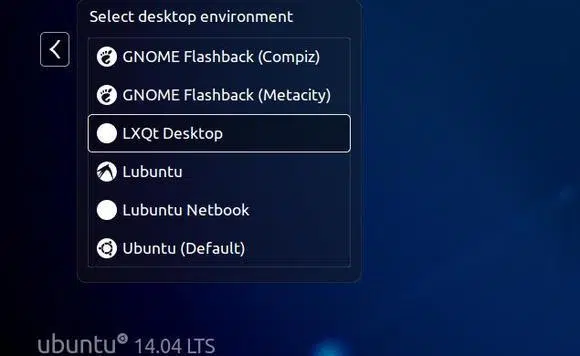 Select desktop environment
GNOME Flashback (Compiz)
GNOME Flashback (Metacity)
LXQt Desktop
Lubuntu
Lubuntu Netbook
Ubuntu (Default)
ubuntu 14.04 LTS